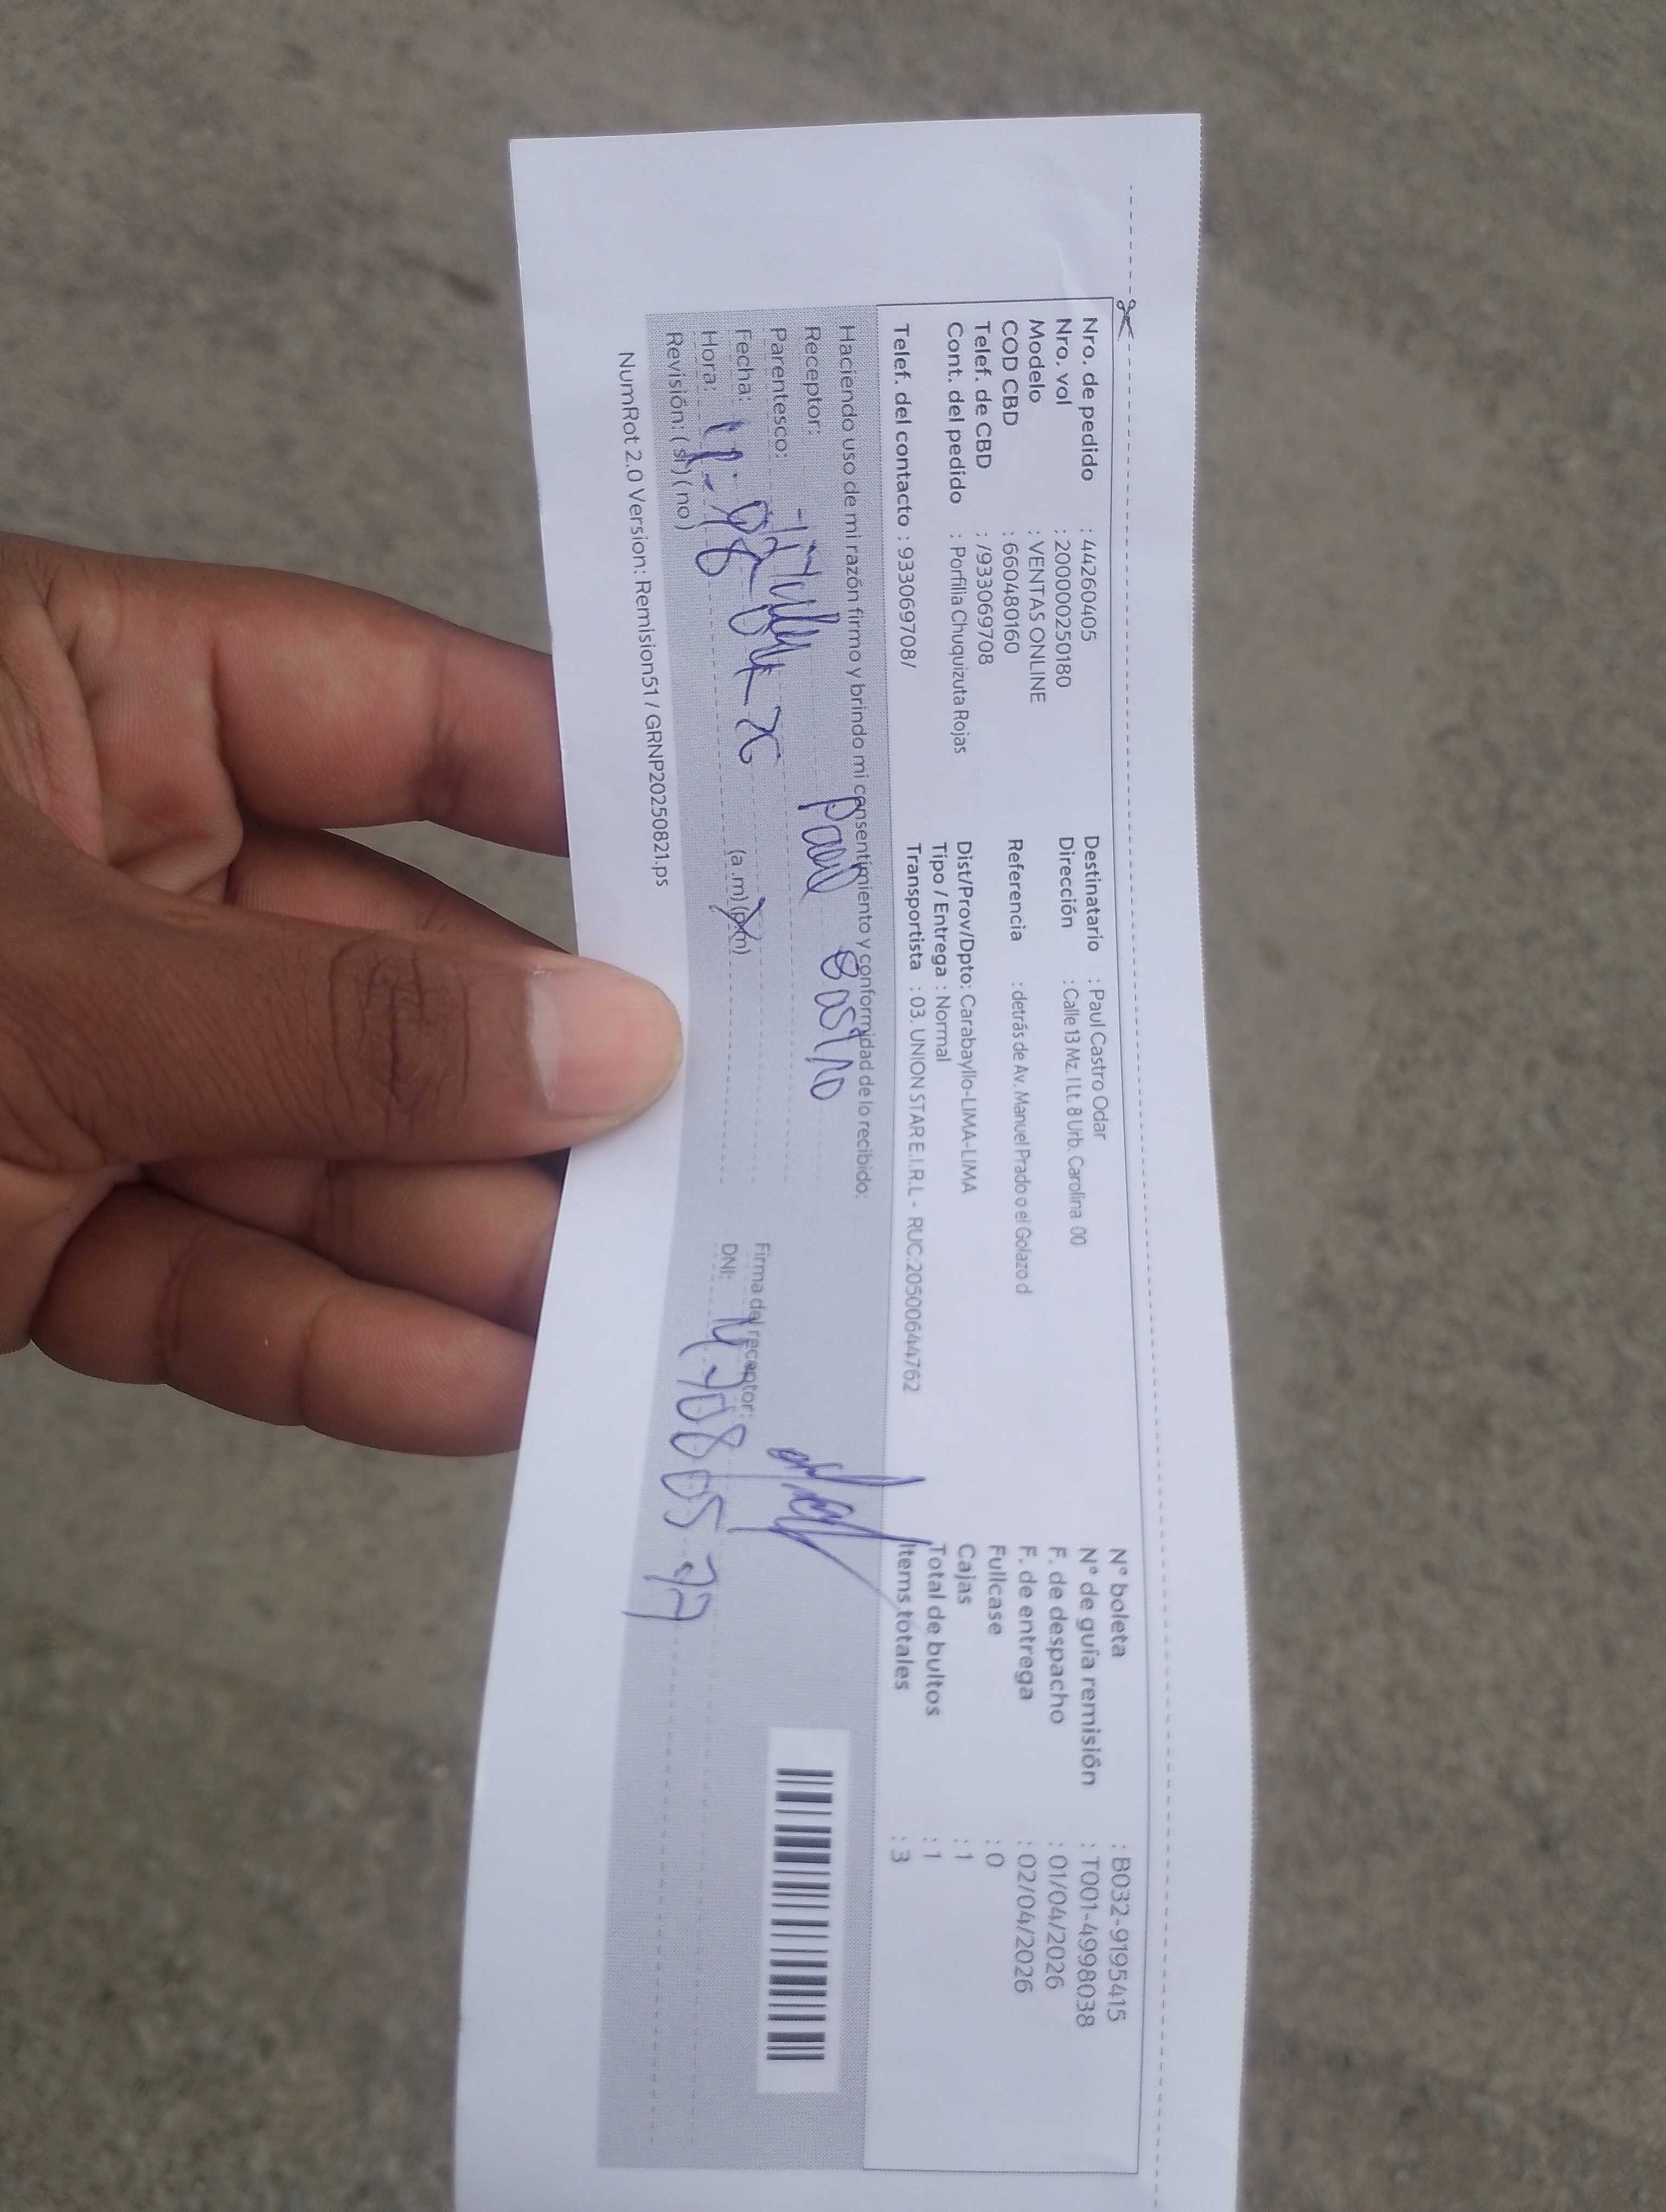 Nro. de pedido : 44260405
Nro. vol : 2000000250180
Modelo : VENTAS ONLINE
COD CBD : 660480160
Telef. de CBD : /933069708
Cont. del pedido : Porfilia Chuquizuta Rojas
Telef. del contacto : 933069708/
Destinatario : Paul Castro Odar
Dirección : Calle 13 Mz. I Lt. 8 Urb. Carolina 00
Referencia : detrás de Av. Manuel Prado o el Golazo d
Dist/Prov/Dpto: Carabayllo-LIMA-LIMA
Tipo / Entrega : Normal
Transportista : 03. UNION STAR E.I.R.L - RUC:20500644762
N° boleta : B032-9195415
N° de guía remisión : T001-4998038
F. de despacho : 01/04/2026
F. de entrega : 02/04/2026
Fullcase : 0
Cajas : 1
Total de bultos : 1
Items totales : 3
Haciendo uso de mi razón firmo y brindo mi consentimiento y conformidad de lo recibido:
Receptor: Paul Castro
Parentesco:
Fecha:
Hora: (a.m) (p.m)
Revisión: (si) (no)
Firma del receptor:
DNI:
NumRot 2.0 Version: Remision51 / GRNP20250821.ps